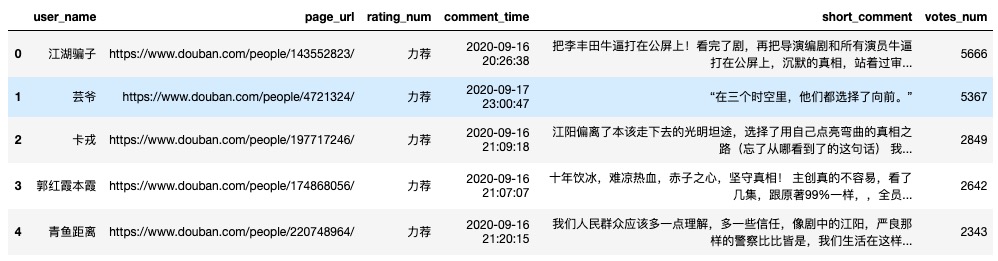 user_name page_url rating_num comment_time short_comment votes_num
0 江湖骗子 https://www.douban.com/people/143552823/ 力荐 2020-09-16 20:26:38 把李丰田牛逼打在公屏上！看完了剧，再把导演编剧和所有演员牛逼打在公屏上，沉默的真相，站着过审... 5666
1 芸爷 https://www.douban.com/people/4721324/ 力荐 2020-09-17 23:00:47 “在三个时空里，他们都选择了向前。” 5367
2 卡戎 https://www.douban.com/people/197717246/ 力荐 2020-09-16 21:09:18 江阳偏离了本该走下去的光明坦途，选择了用自己点亮弯曲的真相之路（忘了从哪看到了的这句话） 我... 2849
3 郭红霞本霞 https://www.douban.com/people/174868056/ 力荐 2020-09-16 21:07:07 十年饮冰，难凉热血，赤子之心，坚守真相！ 主创真的不容易，看了几集，跟原著99%一样，，全员... 2642
4 青鱼距离 https://www.douban.com/people/220748964/ 力荐 2020-09-16 21:20:15 我们人民群众应该多一点理解，多一些信任，像剧中的江阳，严良那样的警察比比皆是，我们生活在这样... 2343